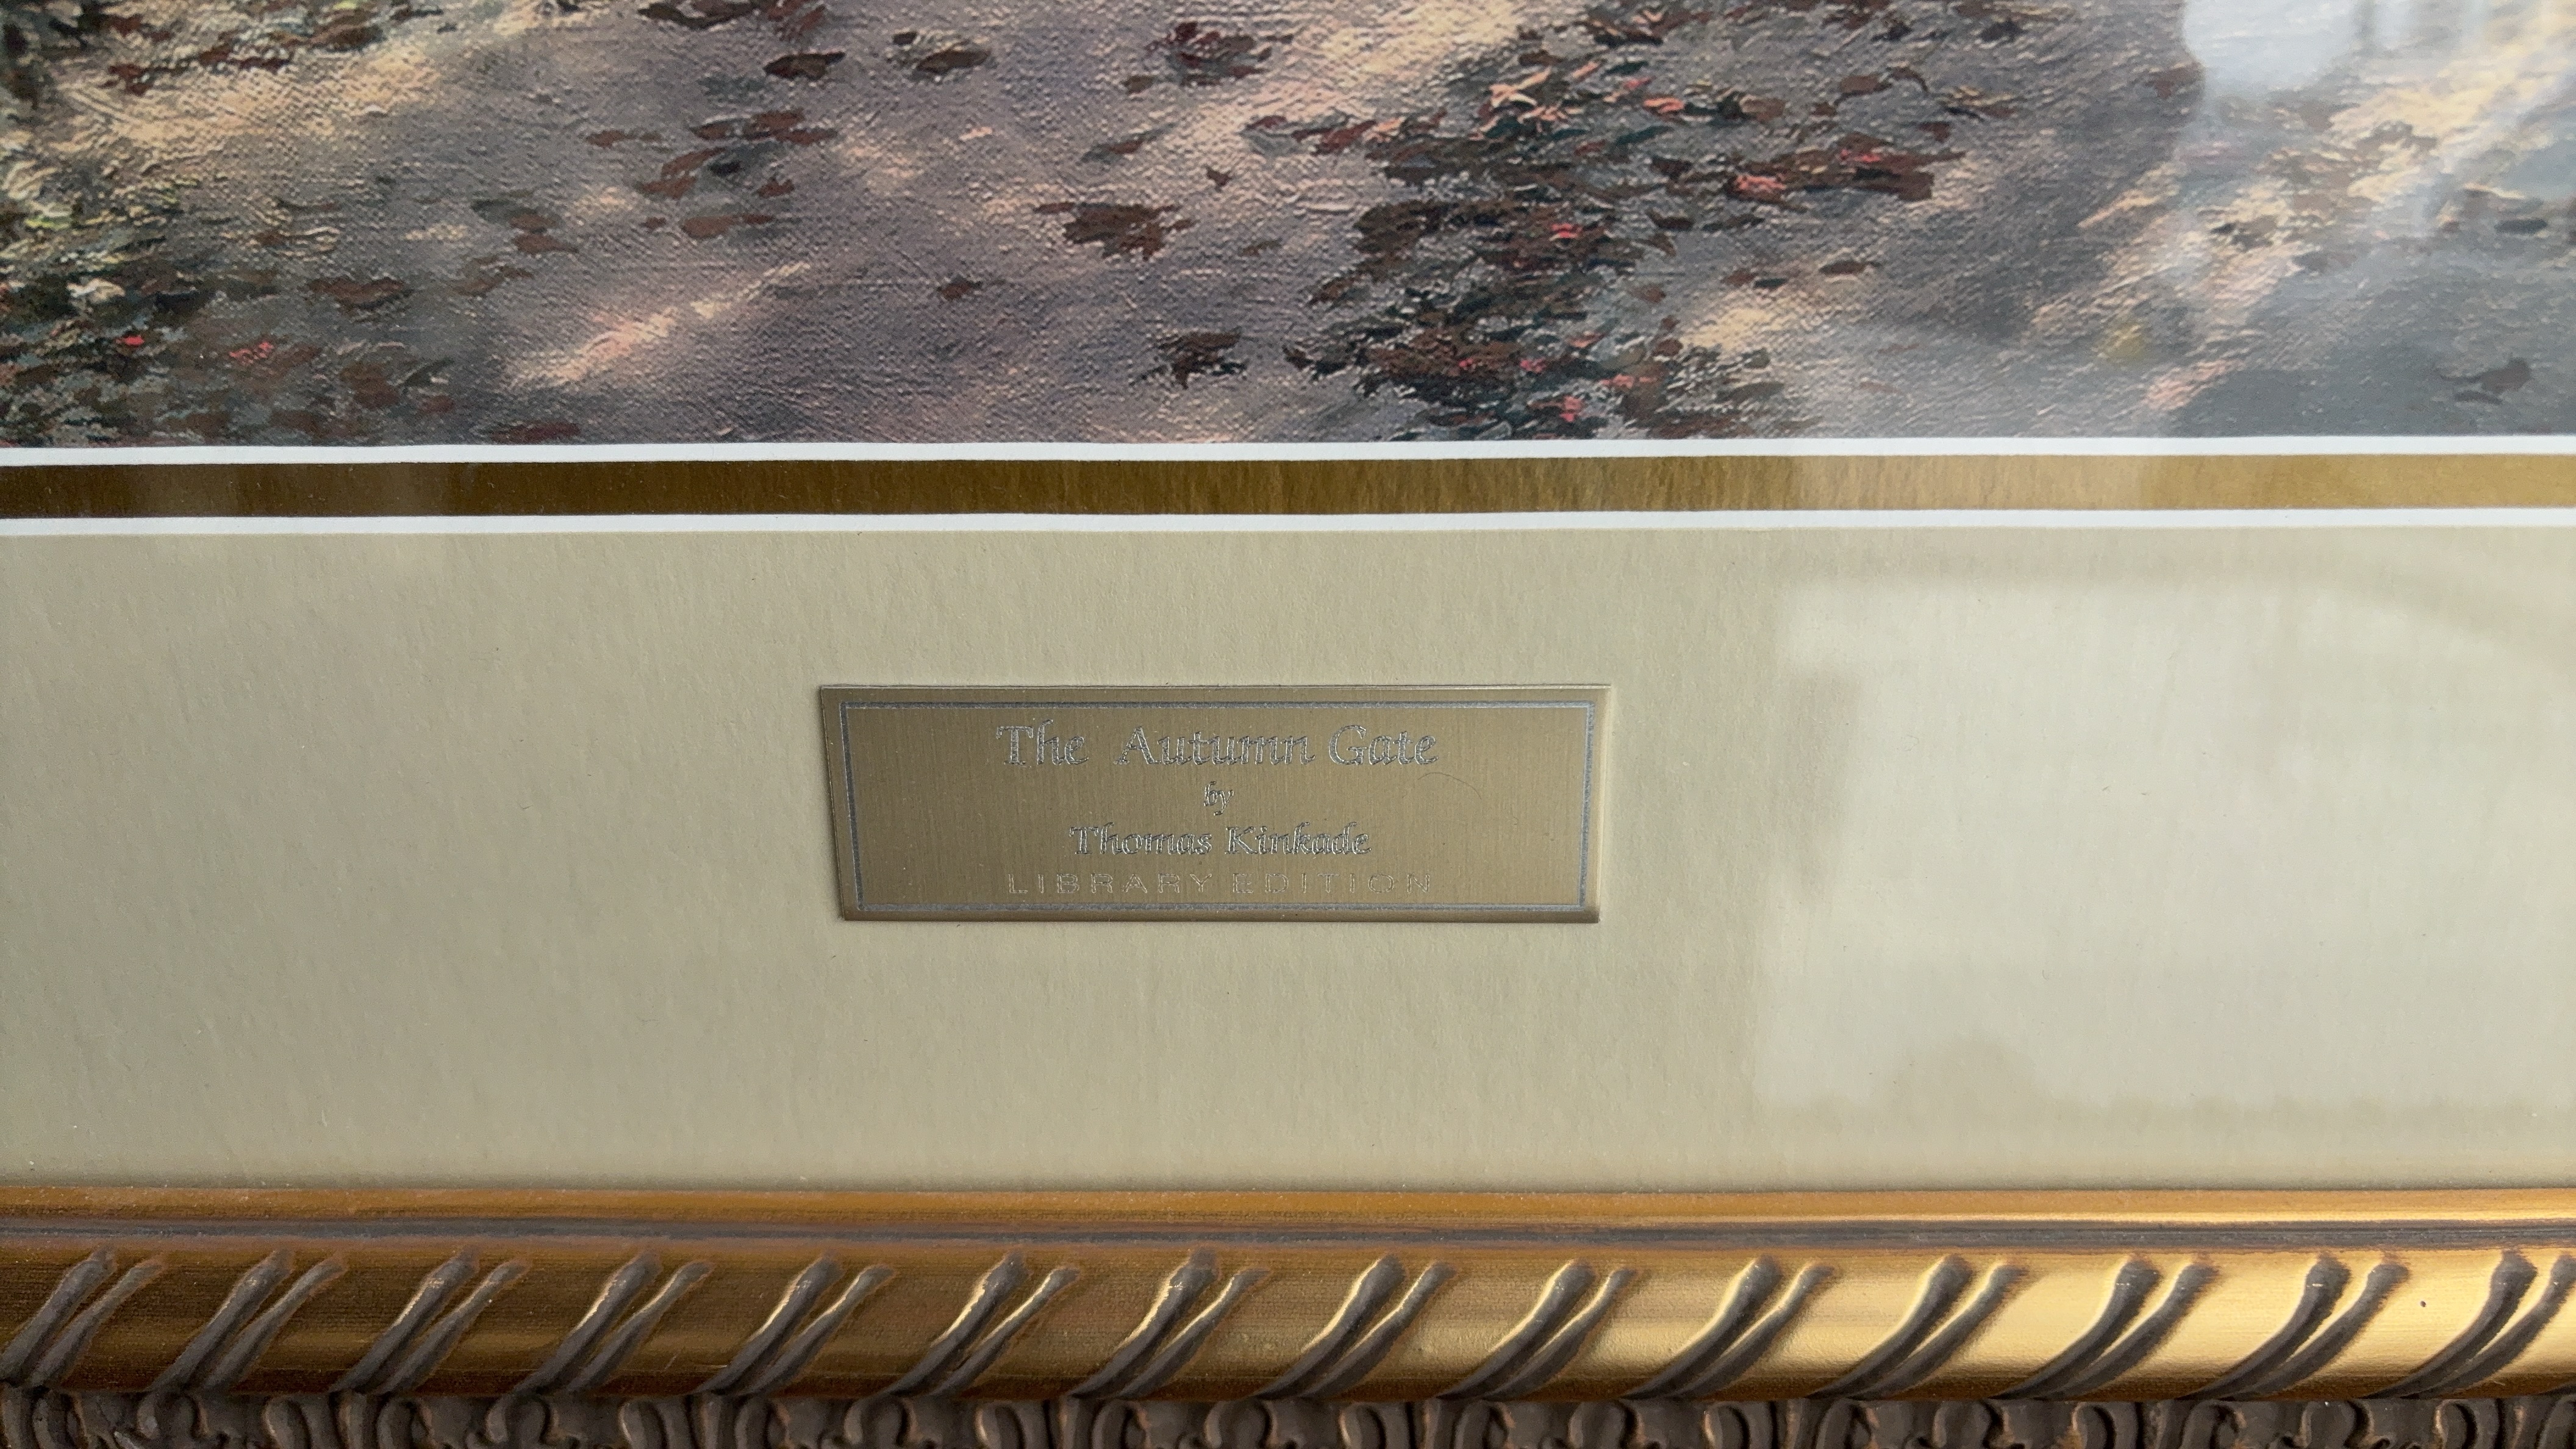 The Autumn Gate
by
Thomas Kinkade
LIBRARY EDITION